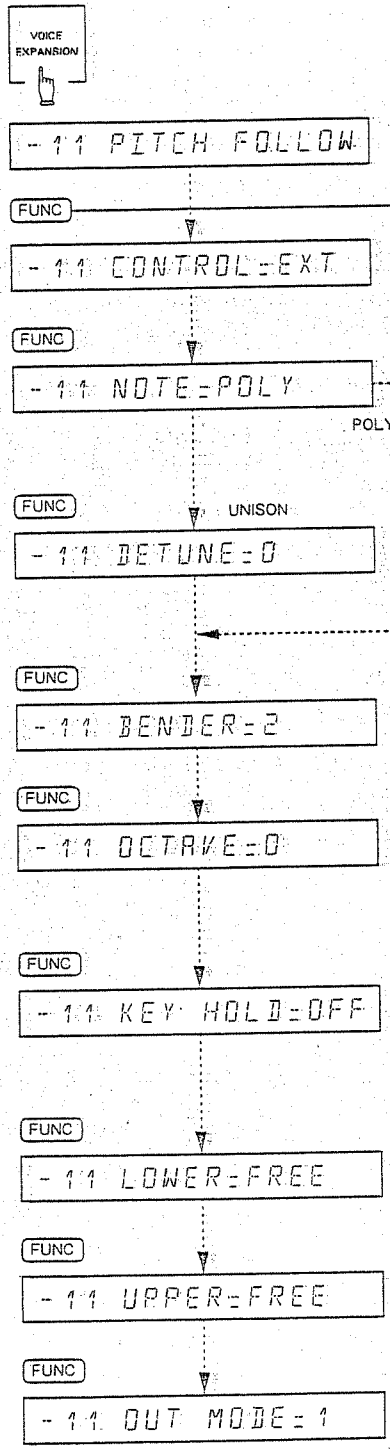 VOICE
EXPANSION
- 11 PITCH FOLLOW
FUNC
- 11 CONTROL=EXT
FUNC
- 11 NOTE=POLY
POLY
FUNC
UNISON
- 11 DETUNE=0
FUNC
- 11 BENDER=2
FUNC
- 11 OCTAVE=0
FUNC
- 11 KEY HOLD=OFF
FUNC
- 11 LOWER=FREE
FUNC
- 11 UPPER=FREE
FUNC
- 11 OUT MODE=1